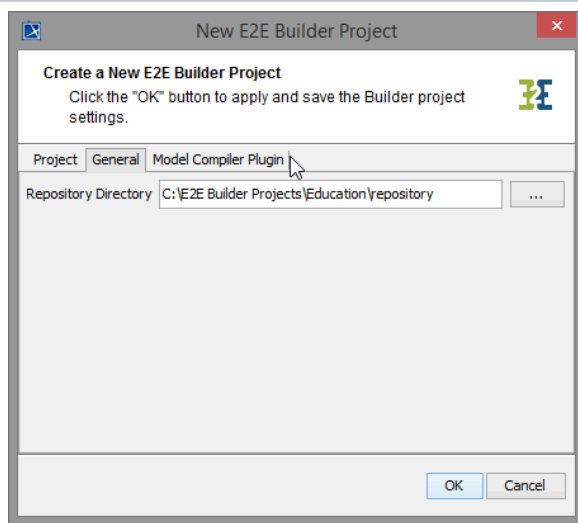 New E2E Builder Project
Create a New E2E Builder Project
Click the "OK" button to apply and save the Builder project
settings.
Project General Model Compiler Plugin
Repository Directory C:\E2E Builder Projects\Education\repository ...
OK Cancel